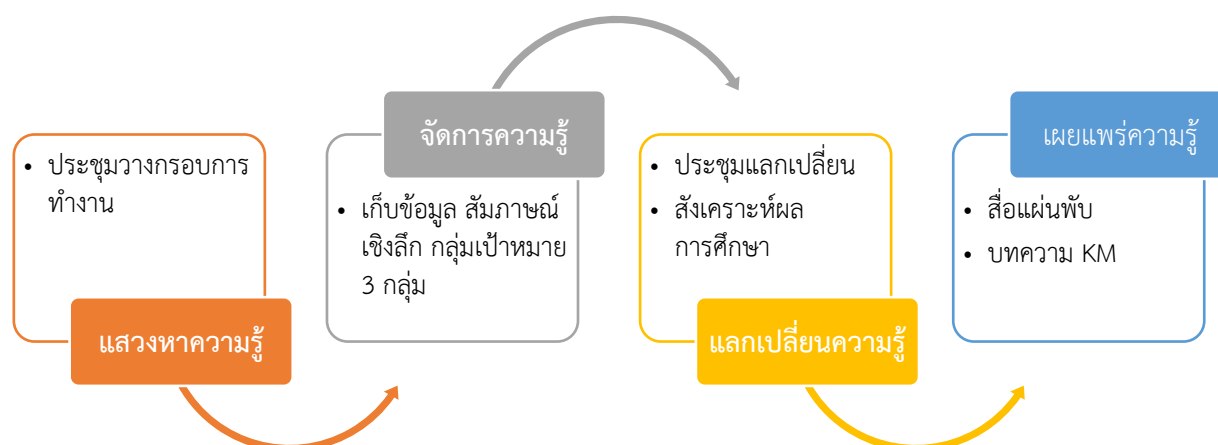 • ประชุมวางกรอบการ
ทำงาน
แสวงหาความรู้
จัดการความรู้
• เก็บข้อมูล สัมภาษณ์
เชิงลึก กลุ่มเป้าหมาย
3 กลุ่ม
• ประชุมแลกเปลี่ยน
• สังเคราะห์ผล
การศึกษา
แลกเปลี่ยนความรู้
เผยแพร่ความรู้
• สื่อแผ่นพับ
• บทความ KM